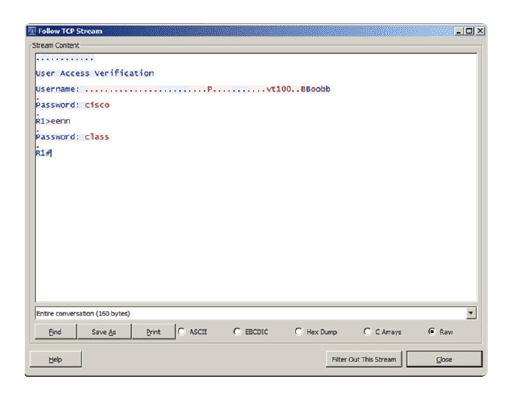 Follow TCP Stream
Stream Content
............
User Access Verification
Username: .........................P...........vt100..BBoobb
.
Password: cisco
.
R1>eenn
.
Password: class
.
R1#
Entire conversation (160 bytes)
Find Save As Print ASCII EBCDIC Hex Dump C Arrays Raw
Help Filter Out This Stream Close